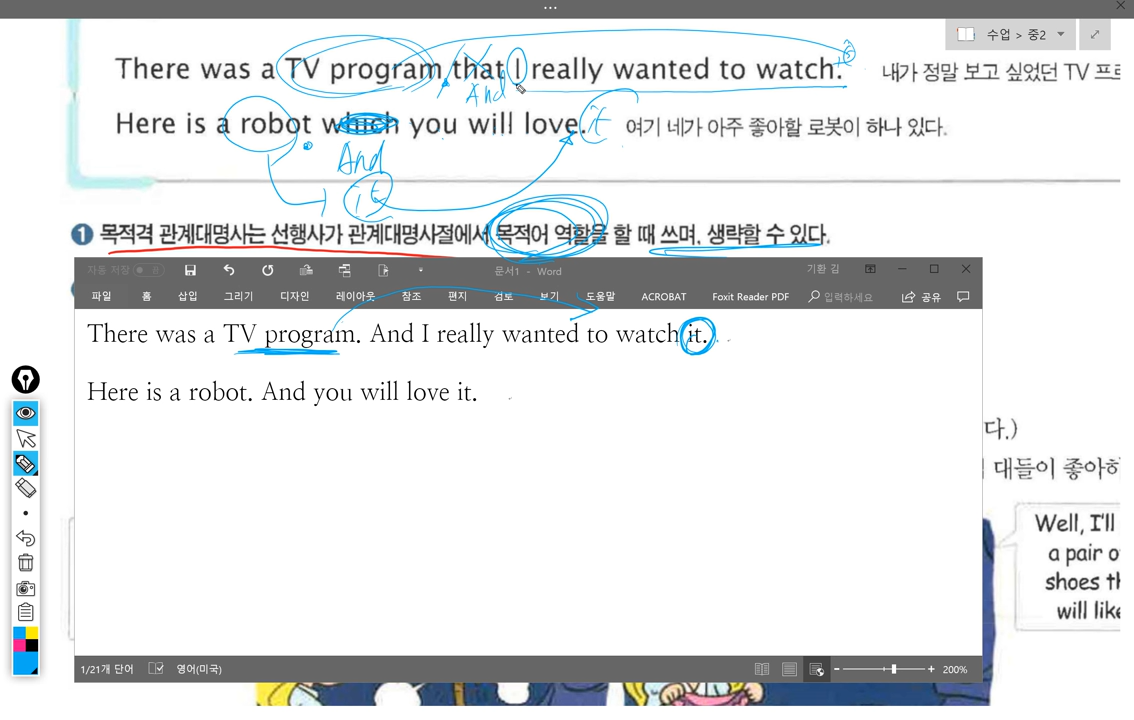 수업 > 중2
There was a TV program, that I really wanted to watch. it 내가 정말 보고 싶었던 TV 프로
And
Here is a robot which you will love. it 여기 네가 아주 좋아할 로봇이 하나 있다.
And
it
1 목적격 관계대명사는 선행사가 관계대명사절에서 목적어 역할을 할 때 쓰며, 생략할 수 있다.
자동 저장 문서1 - Word 기환 김
파일 홈 삽입 그리기 디자인 레이아웃 참조 편지 검토 보기 도움말 ACROBAT Foxit Reader PDF 입력하세요 공유
There was a TV program. And I really wanted to watch it.
Here is a robot. And you will love it.
다.)
대들이 좋아하
Well, I'll
a pair o
shoes th
will like
1/21개 단어 영어(미국) 200%